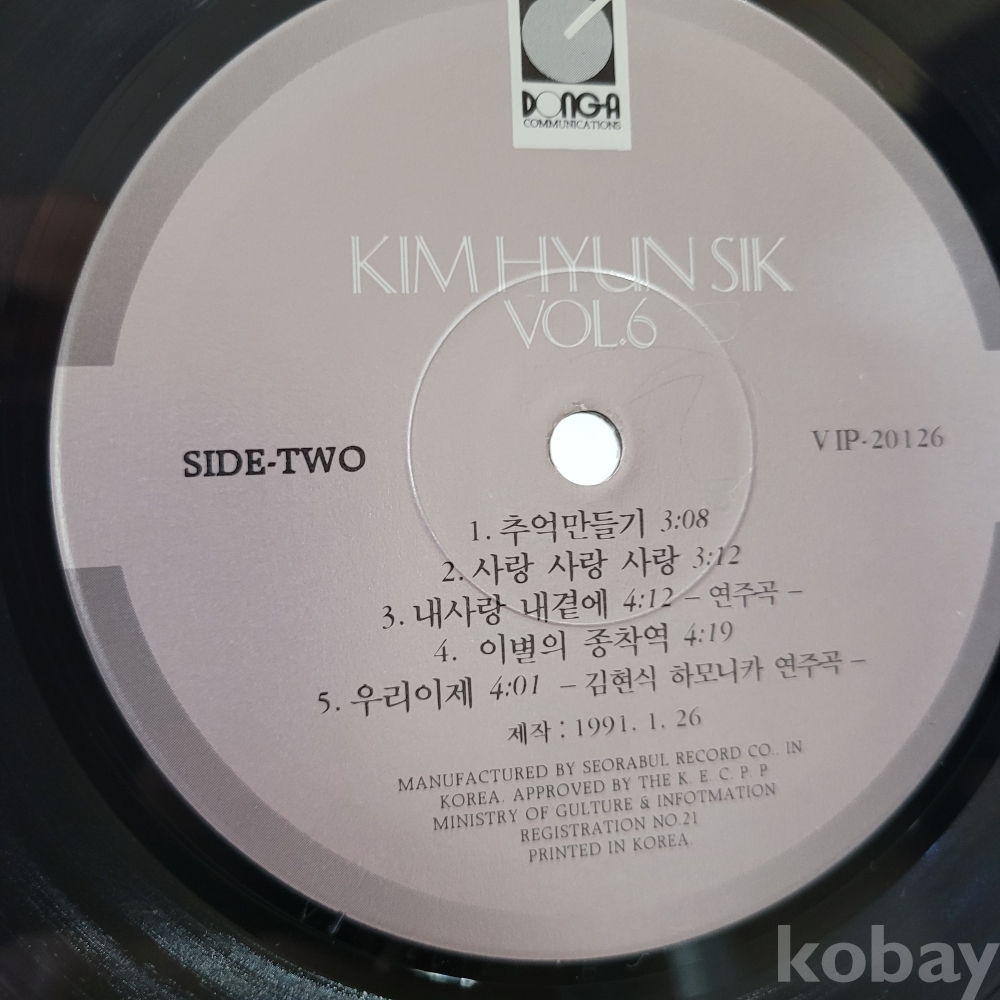 DONG-A
COMMUNICATIONS
KIM HYUN SIK
VOL.6
SIDE-TWO
VIP-20126
1. 추억만들기 3:08
2. 사랑 사랑 사랑 3:12
3. 내사랑 내곁에 4:12 – 연주곡 –
4. 이별의 종착역 4:19
5. 우리이제 4:01 – 김현식 하모니카 연주곡 –
제작 : 1991. 1. 26
MANUFACTURED BY SEORABUL RECORD CO., IN
KOREA. APPROVED BY THE K. E. C. P. P.
MINISTRY OF GULTURE & INFOTMATION
REGISTRATION NO.21
PRINTED IN KOREA.
kobay